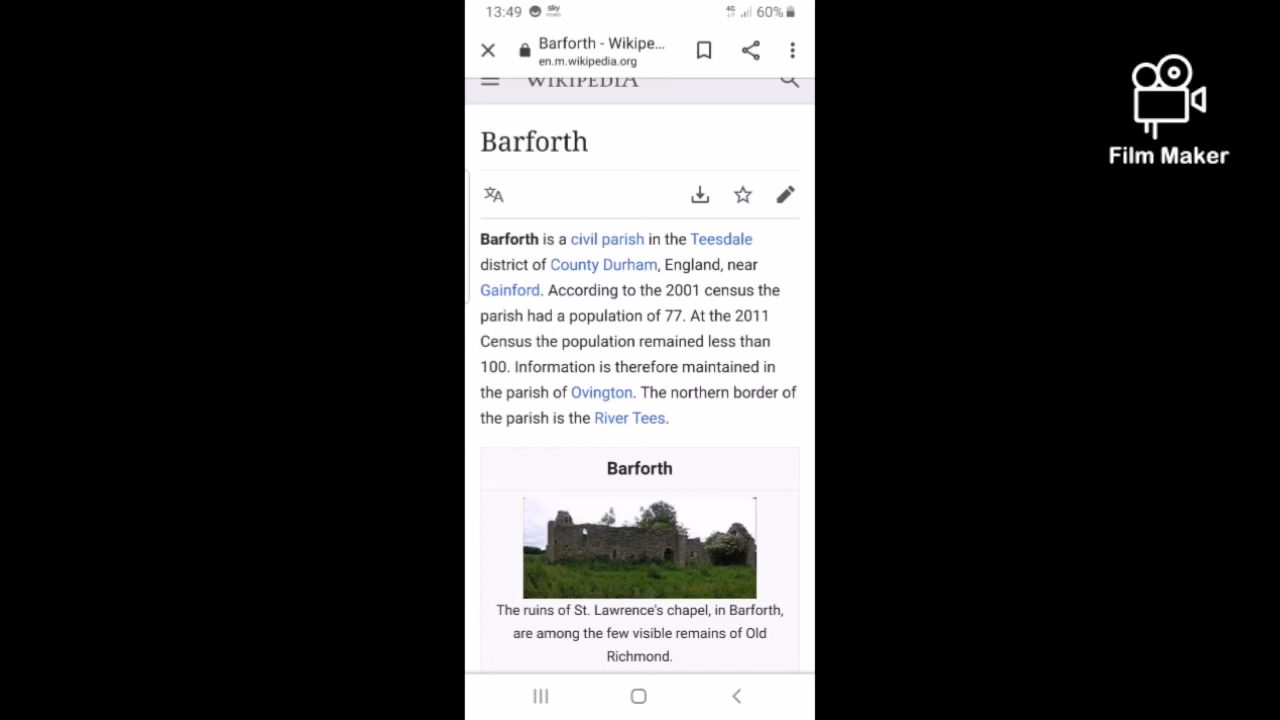 13:49 sky 4G 60%
Barforth - Wikipe...
en.m.wikipedia.org
WIKIPEDIA
Film Maker
Barforth
Barforth is a civil parish in the Teesdale
district of County Durham, England, near
Gainford. According to the 2001 census the
parish had a population of 77. At the 2011
Census the population remained less than
100. Information is therefore maintained in
the parish of Ovington. The northern border of
the parish is the River Tees.
Barforth
The ruins of St. Lawrence's chapel, in Barforth,
are among the few visible remains of Old
Richmond.